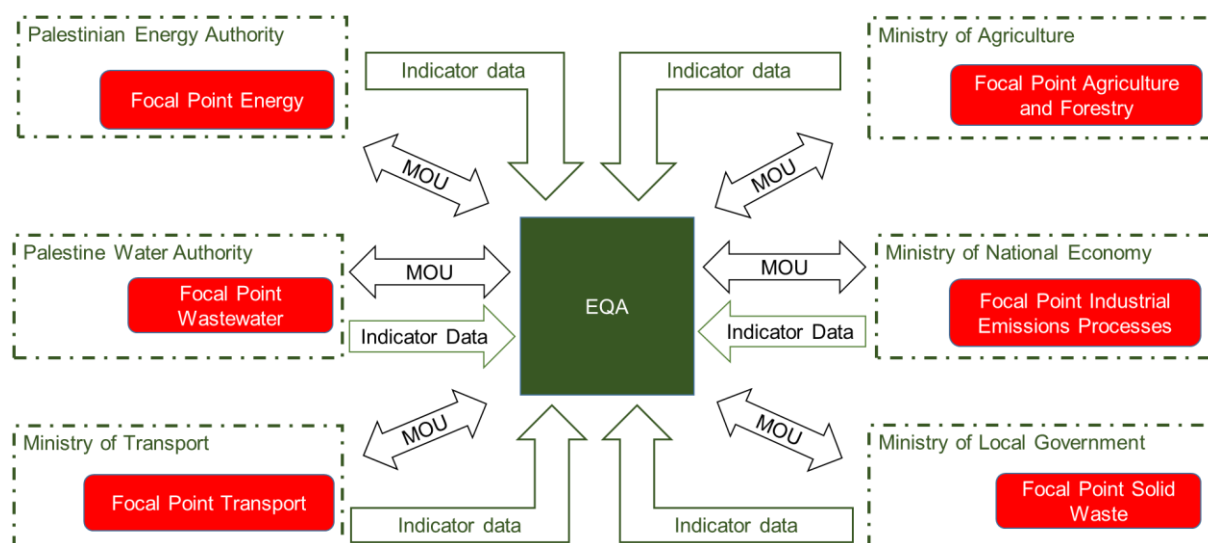 Palestinian Energy Authority
Focal Point Energy
Indicator data
Indicator data
Ministry of Agriculture
Focal Point Agriculture
and Forestry
MOU
MOU
Palestine Water Authority
Focal Point
Wastewater
MOU
Indicator Data
EQA
MOU
Indicator Data
Ministry of National Economy
Focal Point Industrial
Emissions Processes
MOU
MOU
Ministry of Transport
Focal Point Transport
Indicator data
Indicator data
Ministry of Local Government
Focal Point Solid
Waste